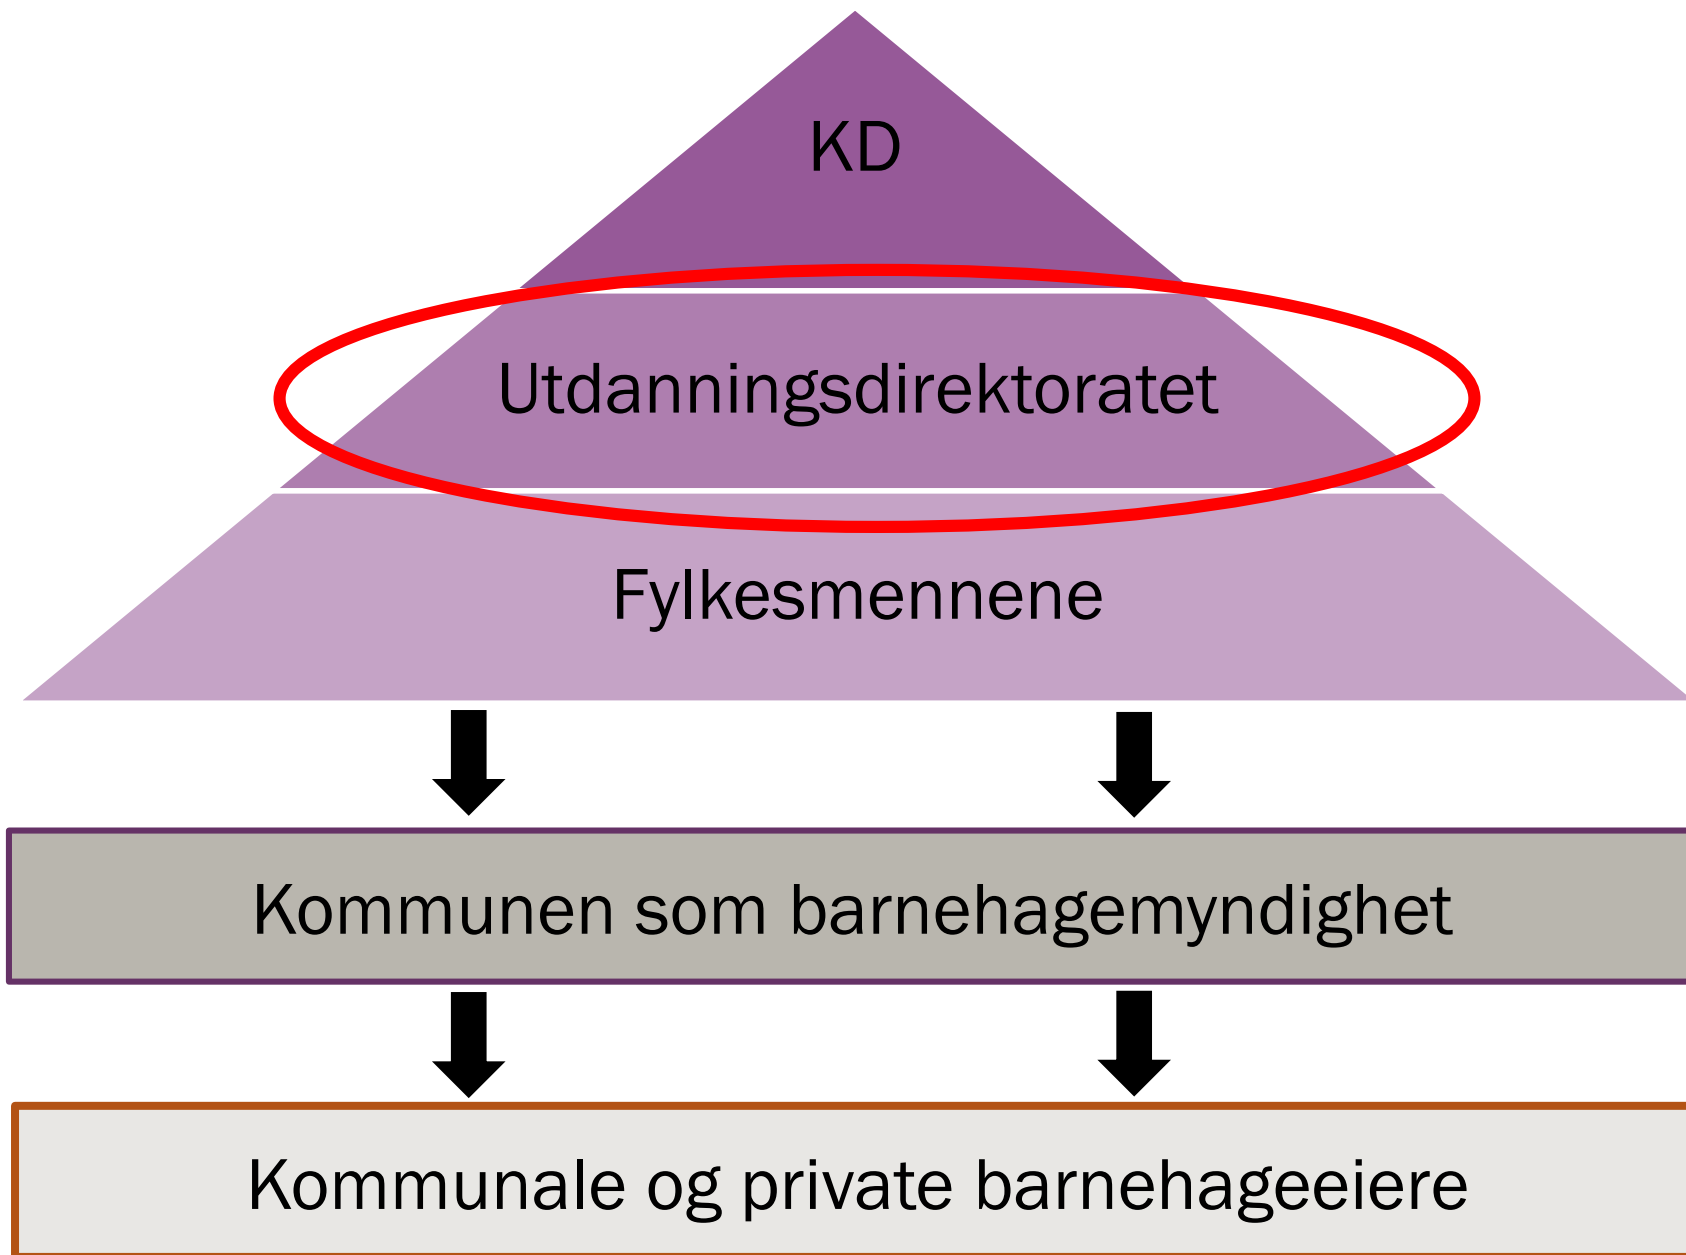 KD
Utdanningsdirektoratet
Fylkesmennene
Kommunen som barnehagemyndighet
Kommunale og private barnehageeiere